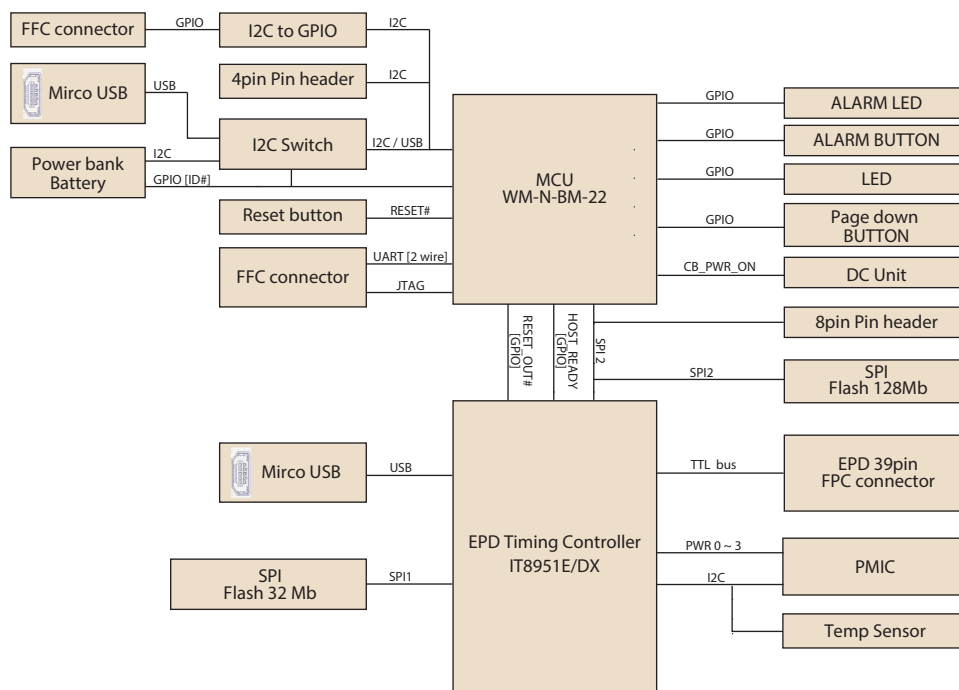 FFC connector
GPIO
I2C to GPIO
I2C
Mirco USB
USB
4pin Pin header
I2C
I2C Switch
I2C / USB
Power bank
Battery
I2C
GPIO [ID#]
Reset button
RESET#
FFC connector
UART [2 wire]
JTAG
MCU
WM-N-BM-22
GPIO
ALARM LED
GPIO
ALARM BUTTON
GPIO
LED
GPIO
Page down
BUTTON
CB_PWR_ON
DC Unit
RESET_OUT#
[GPIO]
HOST_READY
[GPIO]
SPI 2
8pin Pin header
SPI2
SPI
Flash 128Mb
Mirco USB
USB
SPI
Flash 32 Mb
SPI1
EPD Timing Controller
IT8951E/DX
TTL bus
EPD 39pin
FPC connector
PWR 0 ~ 3
I2C
PMIC
Temp Sensor